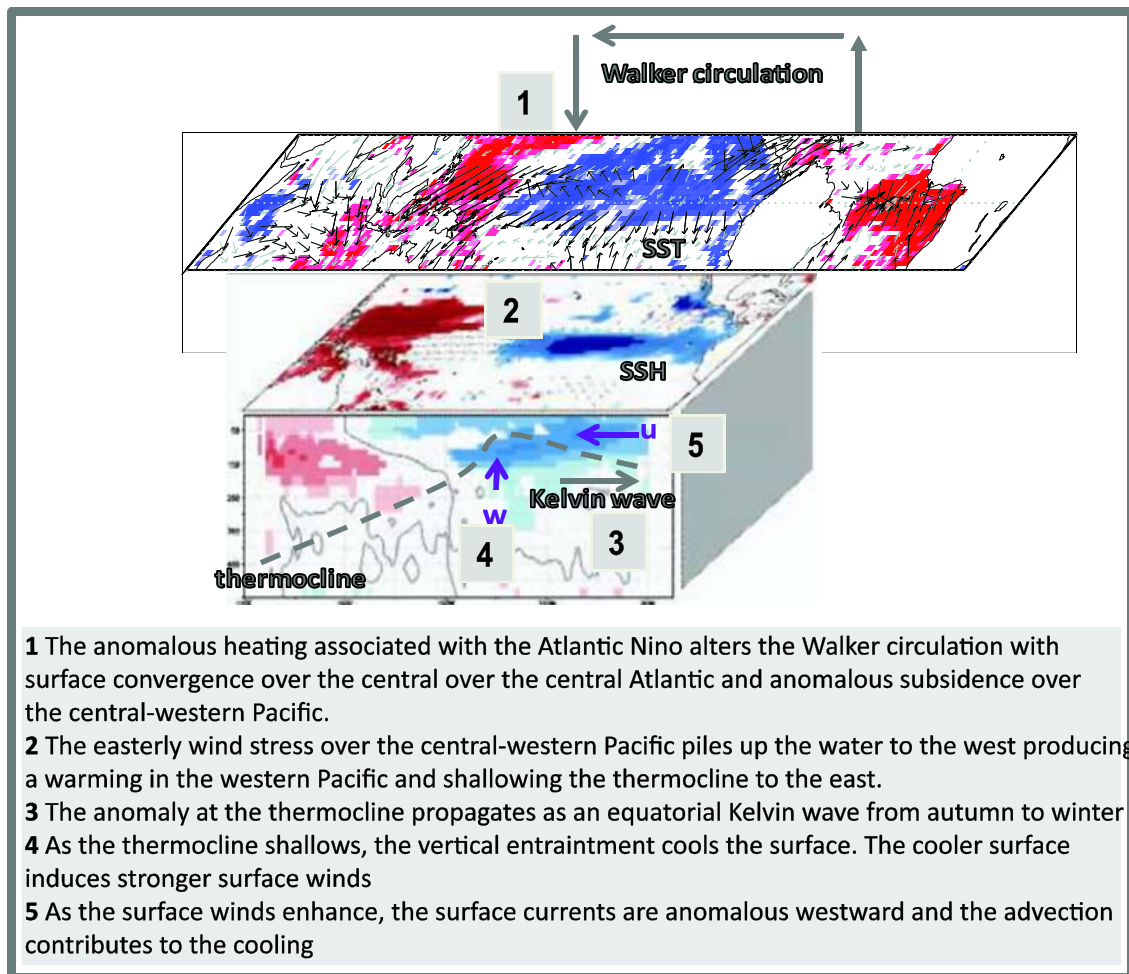 Walker circulation
1
SST
2
SSH
u
5
Kelvin wave
w
4
3
thermocline
1 The anomalous heating associated with the Atlantic Nino alters the Walker circulation with
surface convergence over the central over the central Atlantic and anomalous subsidence over
the central-western Pacific.
2 The easterly wind stress over the central-western Pacific piles up the water to the west producing
a warming in the western Pacific and shallowing the thermocline to the east.
3 The anomaly at the thermocline propagates as an equatorial Kelvin wave from autumn to winter
4 As the thermocline shallows, the vertical entraintment cools the surface. The cooler surface
induces stronger surface winds
5 As the surface winds enhance, the surface currents are anomalous westward and the advection
contributes to the cooling